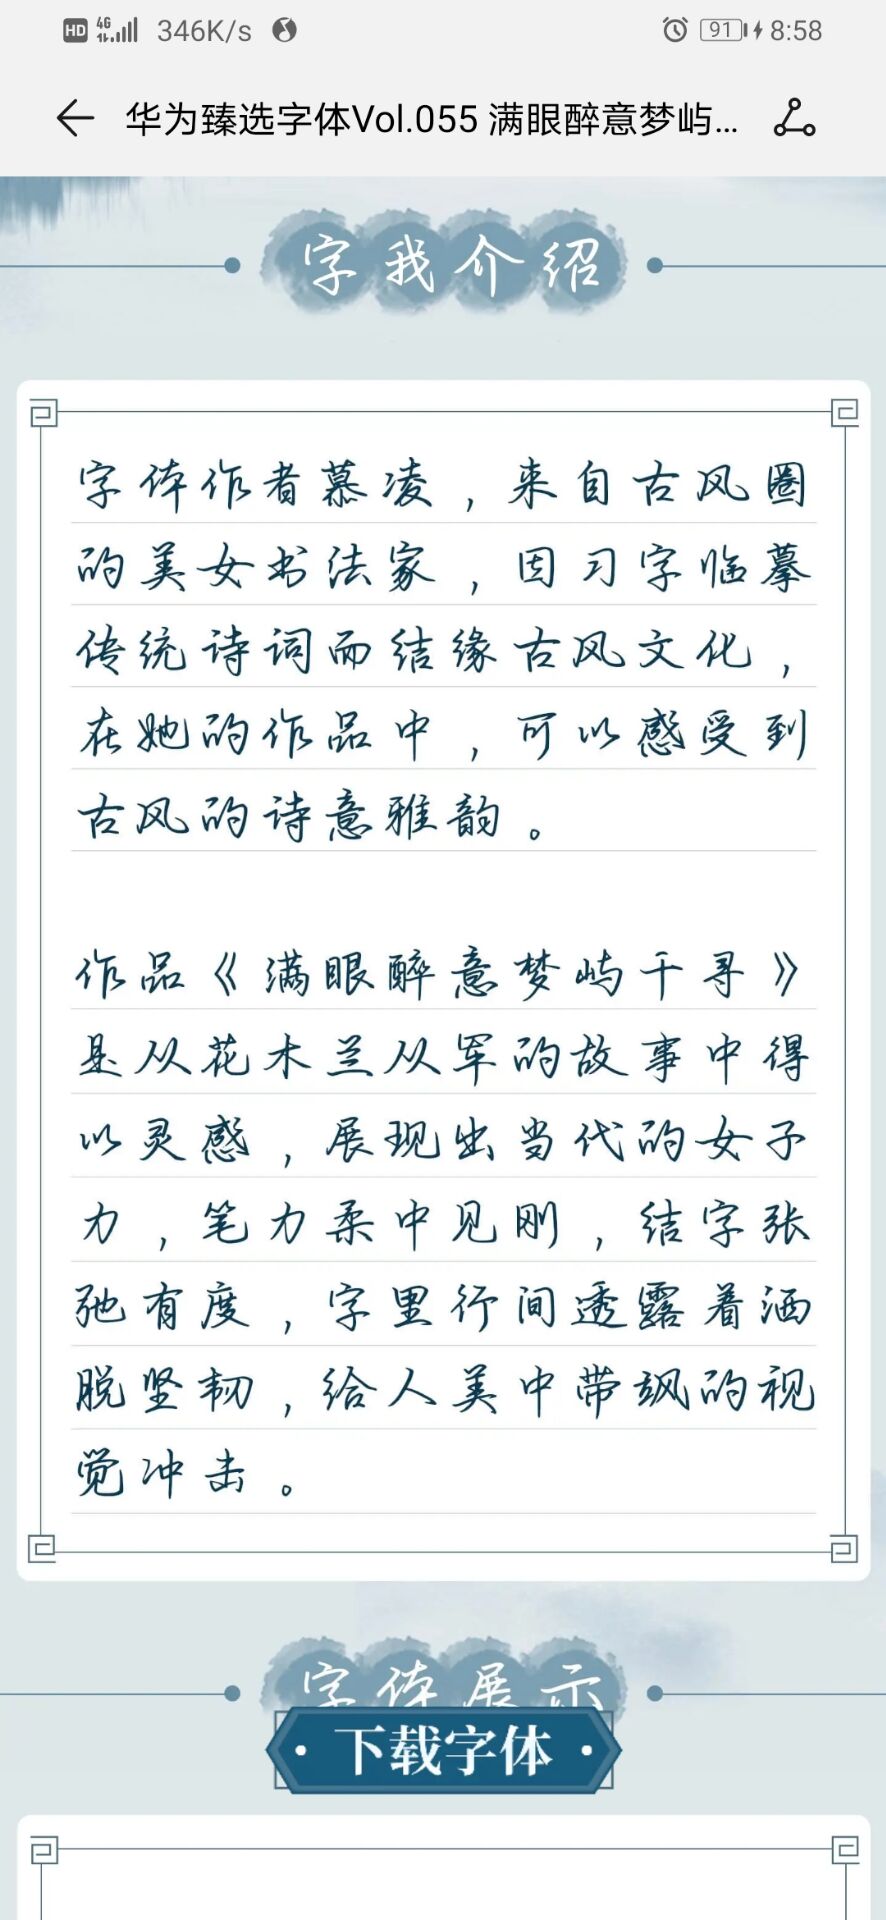 HD 4G 346K/s 91 8:58
华为臻选字体Vol.055 满眼醉意梦屿...
字我介绍
字体作者慕凌，来自古风圈
的美女书法家，因习字临摹
传统诗词而结缘古风文化，
在她的作品中，可以感受到
古风的诗意雅韵。
作品《满眼醉意梦屿千寻》
是从花木兰从军的故事中得
以灵感，展现出当代的女子
力，笔力柔中见刚，结字张
弛有度，字里行间透露着洒
脱坚韧，给人美中带飒的视
觉冲击。
字体展示
·下载字体·